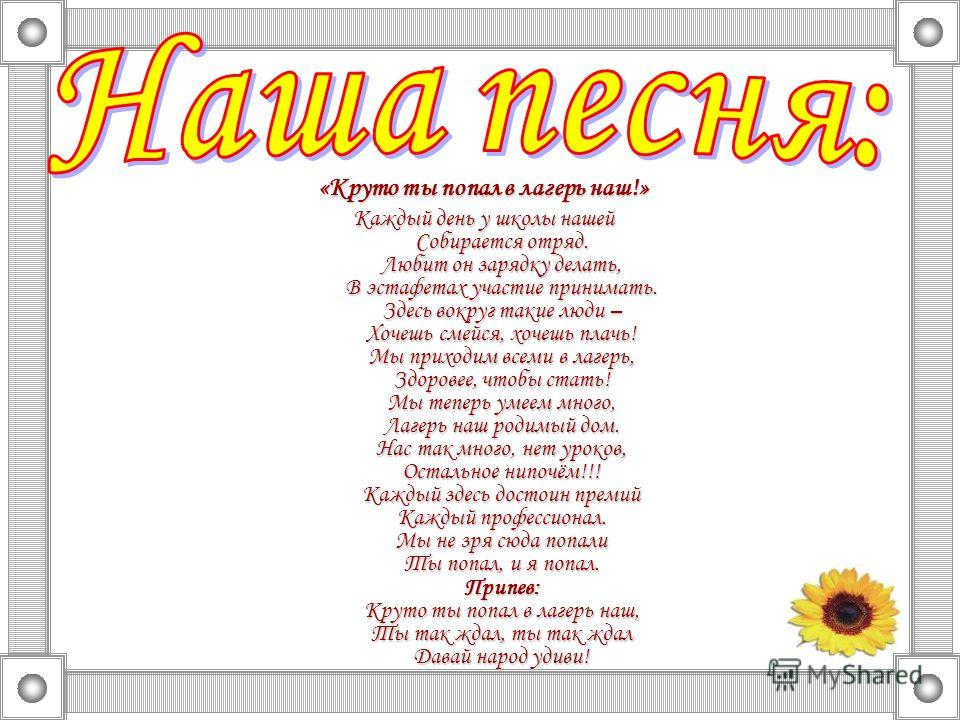 Наша песня:
«Круто ты попал в лагерь наш!»
Каждый день у школы нашей
Собирается отряд.
Любит он зарядку делать,
В эстафетах участие принимать.
Здесь вокруг такие люди –
Хочешь смейся, хочешь плачь!
Мы приходим всеми в лагерь,
Здоровее, чтобы стать!
Мы теперь умеем много,
Лагерь наш родимый дом.
Нас так много, нет уроков,
Остальное нипочём!!!
Каждый здесь достоин премий
Каждый профессионал.
Мы не зря сюда попали
Ты попал, и я попал.
Припев:
Круто ты попал в лагерь наш,
Ты так ждал, ты так ждал
Давай народ удиви!
MyShared